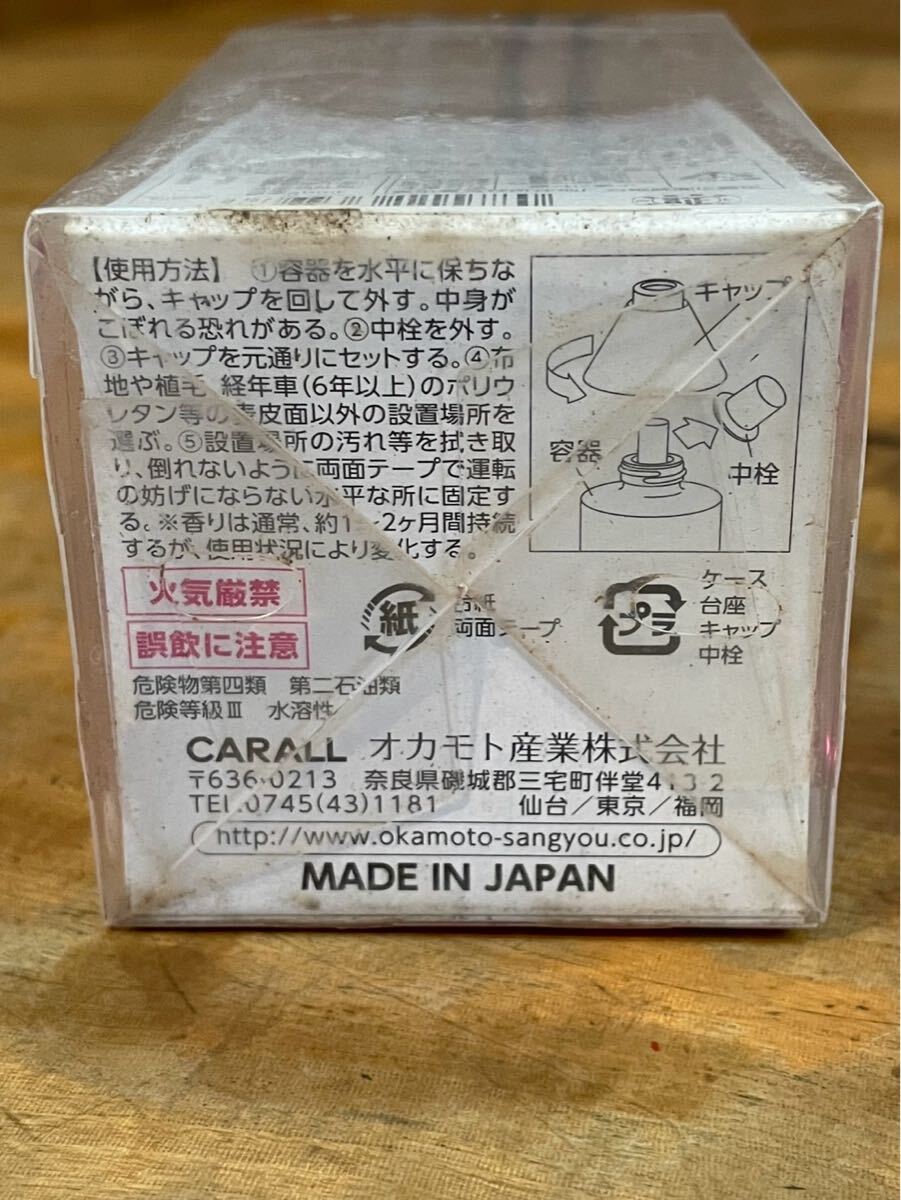 【使用方法】 ①容器を水平に保ちな
がら、キャップを回して外す。中身が
こぼれる恐れがある。②中栓を外す。
③キャップを元通りにセットする。④布
地や植毛、経年車(6年以上)のポリウ
レタン等の表皮面以外の設置場所を
選ぶ。⑤設置場所の汚れ等を拭き取
り、倒れないように両面テープで運転
の妨げにならない水平な所に固定す
る。※香りは通常、約1〜2ヶ月間持続
するが、使用状況により変化する。
キャップ
容器
中栓
火気厳禁
誤飲に注意
紙
台紙
両面テープ
プラ
ケース
台座
キャップ
中栓
危険物第四類 第二石油類
危険等級Ⅲ 水溶性
CARALL オカモト産業株式会社
〒636-0213 奈良県磯城郡三宅町伴堂413-2
TEL.0745(43)1181 仙台/東京/福岡
http://www.okamoto-sangyou.co.jp/
MADE IN JAPAN